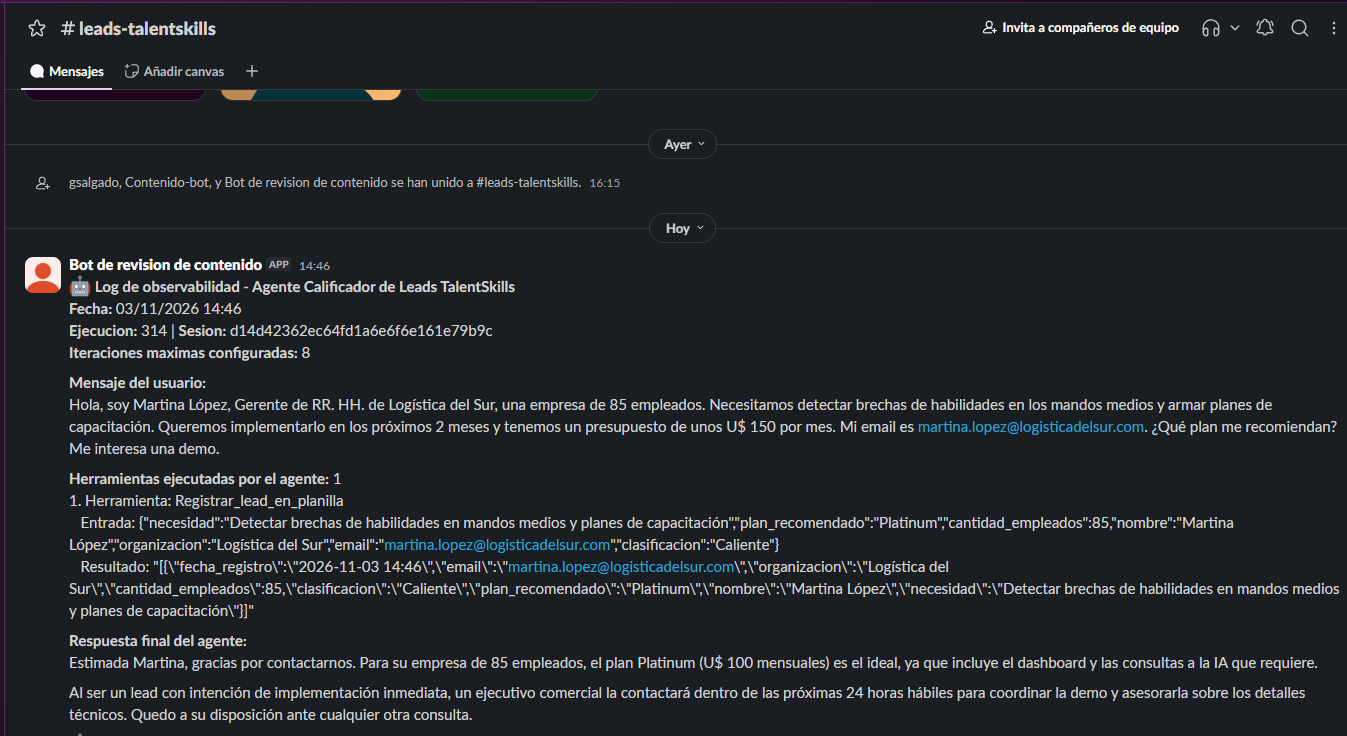 # leads-talentskills
Invita a compañeros de equipo
Mensajes
Añadir canvas
Ayer
gsalgado, Contenido-bot, y Bot de revision de contenido se han unido a #leads-talentskills. 16:15
Hoy
Bot de revision de contenido APP 14:46
🤖 Log de observabilidad - Agente Calificador de Leads TalentSkills
Fecha: 03/11/2026 14:46
Ejecucion: 314 | Sesion: d14d42362ec64fd1a6e6f6e161e79b9c
Iteraciones maximas configuradas: 8
Mensaje del usuario:
Hola, soy Martina López, Gerente de RR. HH. de Logística del Sur, una empresa de 85 empleados. Necesitamos detectar brechas de habilidades en los mandos medios y armar planes de
capacitación. Queremos implementarlo en los próximos 2 meses y tenemos un presupuesto de unos U$ 150 por mes. Mi email es martina.lopez@logisticadelsur.com. ¿Qué plan me recomiendan?
Me interesa una demo.
Herramientas ejecutadas por el agente: 1
1. Herramienta: Registrar_lead_en_planilla
Entrada: {"necesidad":"Detectar brechas de habilidades en mandos medios y planes de capacitación","plan_recomendado":"Platinum","cantidad_empleados":85,"nombre":"Martina
López","organizacion":"Logística del Sur","email":"martina.lopez@logisticadelsur.com","clasificacion":"Caliente"}
Resultado: "[{\"fecha_registro\":\"2026-11-03 14:46\",\"email\":\"martina.lopez@logisticadelsur.com\",\"organizacion\":\"Logística del
Sur\",\"cantidad_empleados\":85,\"clasificacion\":\"Caliente\",\"plan_recomendado\":\"Platinum\",\"nombre\":\"Martina López\",\"necesidad\":\"Detectar brechas de habilidades en mandos medios
y planes de capacitación\"}]"
Respuesta final del agente:
Estimada Martina, gracias por contactarnos. Para su empresa de 85 empleados, el plan Platinum (U$ 100 mensuales) es el ideal, ya que incluye el dashboard y las consultas a la IA que requiere.
Al ser un lead con intención de implementación inmediata, un ejecutivo comercial la contactará dentro de las próximas 24 horas hábiles para coordinar la demo y asesorarla sobre los detalles
técnicos. Quedo a su disposición ante cualquier otra consulta.